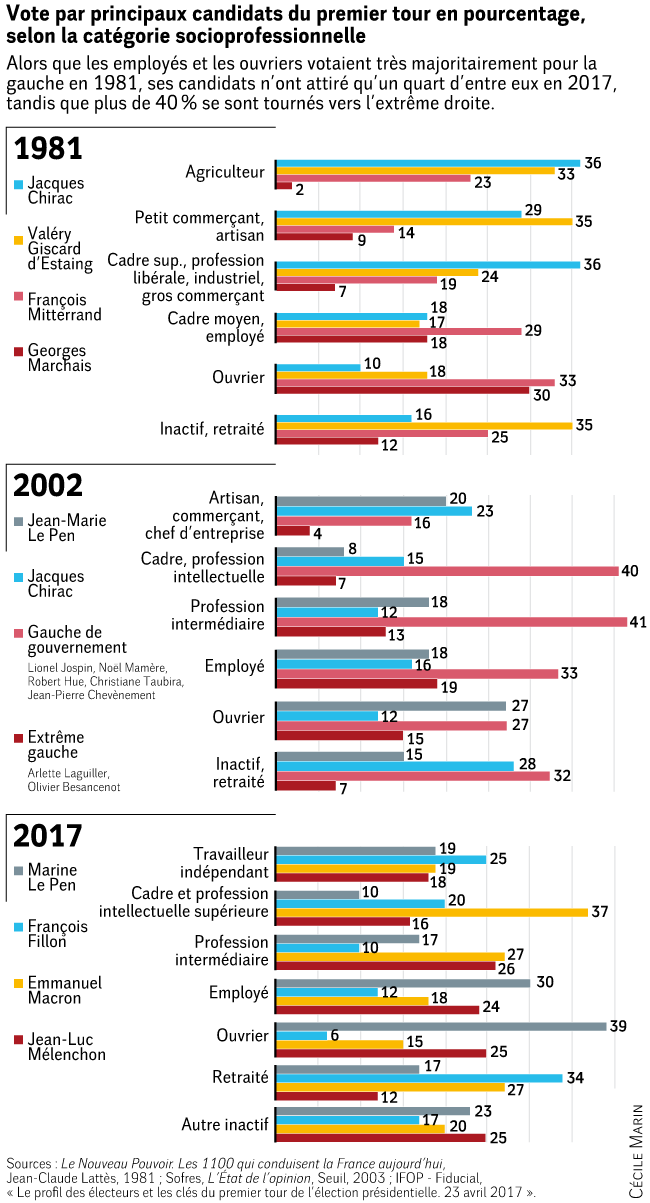 Vote par principaux candidats du premier tour en pourcentage,
selon la catégorie socioprofessionnelle
Alors que les employés et les ouvriers votaient très majoritairement pour la
gauche en 1981, ses candidats n'ont attiré qu'un quart d'entre eux en 2017,
tandis que plus de 40 % se sont tournés vers l'extrême droite.
1981
Jacques
Chirac
Valéry
Giscard
d'Estaing
François
Mitterrand
Georges
Marchais
Agriculteur
36
33
23
2
Petit commerçant,
artisan
29
35
14
9
Cadre sup., profession
libérale, industriel,
gros commerçant
36
24
19
7
Cadre moyen,
employé
18
17
29
18
Ouvrier
10
18
33
30
Inactif, retraité
16
35
25
12
2002
Jean-Marie
Le Pen
Jacques
Chirac
Gauche de
gouvernement
Lionel Jospin, Noël Mamère,
Robert Hue, Christiane Taubira,
Jean-Pierre Chevènement
Extrême
gauche
Arlette Laguiller,
Olivier Besancenot
Artisan,
commerçant,
chef d'entreprise
20
23
16
4
Cadre, profession
intellectuelle
8
15
40
7
Profession
intermédiaire
18
12
41
13
Employé
18
16
33
19
Ouvrier
27
12
27
15
Inactif,
retraité
15
28
32
7
2017
Marine
Le Pen
François
Fillon
Emmanuel
Macron
Jean-Luc
Mélenchon
Travailleur
indépendant
19
25
19
18
Cadre et profession
intellectuelle supérieure
10
20
37
16
Profession
intermédiaire
17
10
27
26
Employé
30
12
18
24
Ouvrier
39
6
15
25
Retraité
17
34
27
12
Autre inactif
23
17
20
25
Cécile Marin
Sources : Le Nouveau Pouvoir. Les 1100 qui conduisent la France aujourd'hui,
Jean-Claude Lattès, 1981 ; Sofres, L'État de l'opinion, Seuil, 2003 ; IFOP - Fiducial,
« Le profil des électeurs et les clés du premier tour de l'élection présidentielle. 23 avril 2017 ».